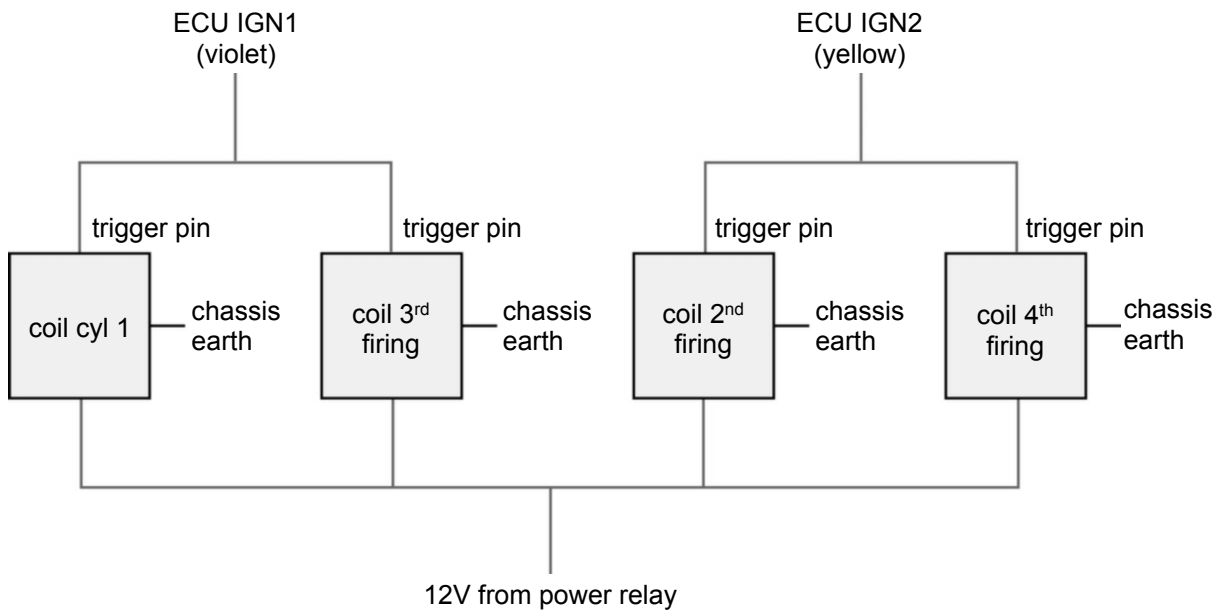 ECU IGN1
(violet)
ECU IGN2
(yellow)
trigger pin
trigger pin
trigger pin
trigger pin
coil cyl 1
chassis
earth
coil 3rd
firing
chassis
earth
coil 2nd
firing
chassis
earth
coil 4th
firing
chassis
earth
12V from power relay